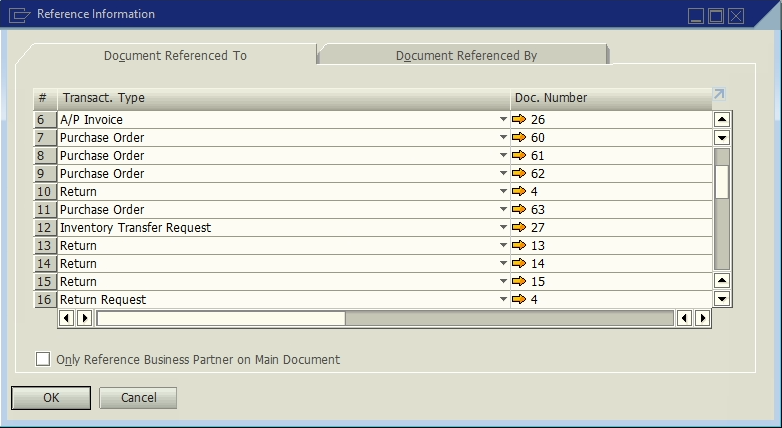 Reference Information
Document Referenced To Document Referenced By
# Transact. Type Doc. Number
6 A/P Invoice 26
7 Purchase Order 60
8 Purchase Order 61
9 Purchase Order 62
10 Return 4
11 Purchase Order 63
12 Inventory Transfer Request 27
13 Return 13
14 Return 14
15 Return 15
16 Return Request 4
Only Reference Business Partner on Main Document
OK Cancel